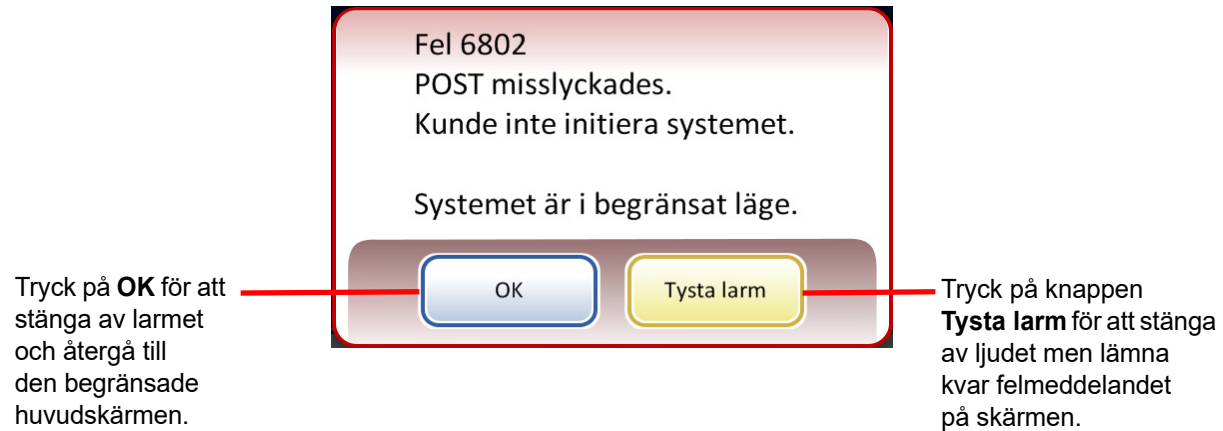 Fel 6802
POST misslyckades.
Kunde inte initiera systemet.
Systemet är i begränsat läge.
OK
Tysta larm
Tryck på OK för att
stänga av larmet
och återgå till
den begränsade
huvudskärmen.
Tryck på knappen
Tysta larm för att stänga
av ljudet men lämna
kvar felmeddelandet
på skärmen.